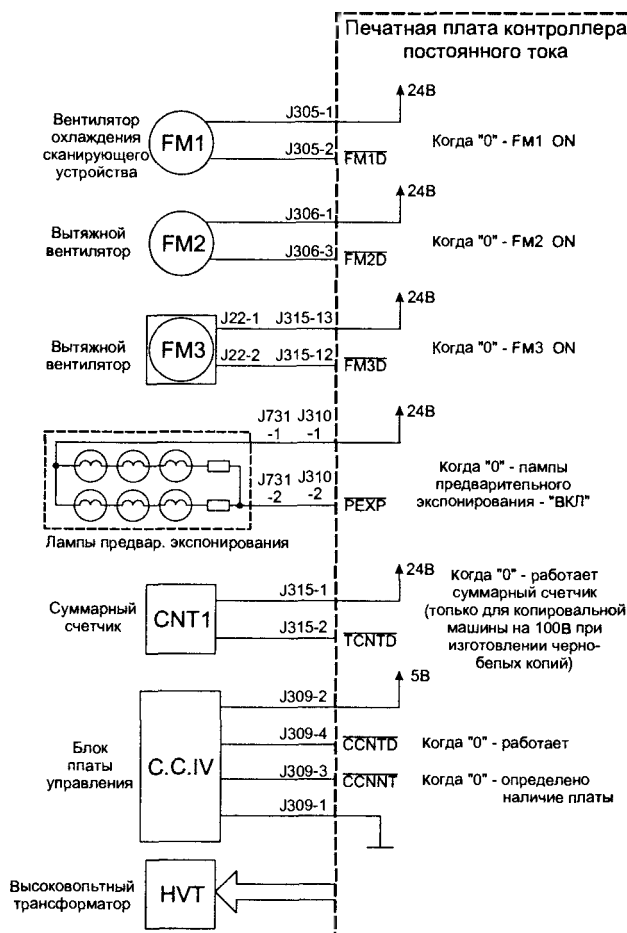 Печатная плата контроллера
постоянного тока
24В
J305-1
Вентилятор
охлаждения
сканирующего
устройства
FM1
J305-2
FM1D
Когда "0" - FM1 ON
24В
J306-1
Вытяжной
вентилятор
FM2
J306-3
FM2D
Когда "0" - FM2 ON
24В
J22-1 J315-13
Вытяжной
вентилятор
FM3
J22-2 J315-12
FM3D
Когда "0" - FM3 ON
24В
J731 J310
-1 -1
J731 J310
-2 -2
PEXP
Когда "0" - лампы
предварительного
экспонирования - "ВКЛ"
Лампы предвар. экспонирования
24В
J315-1
Суммарный
счетчик
CNT1
J315-2
TCNTD
Когда "0" - работает
суммарный счетчик
(только для копировальной
машины на 100В при
изготовлении черно-
белых копий)
5В
J309-2
Блок
платы
управления
C.C.IV
J309-4
CCNTD
Когда "0" - работает
J309-3
CCNNT
Когда "0" - определено
наличие платы
J309-1
Высоковольтный
трансформатор
HVT